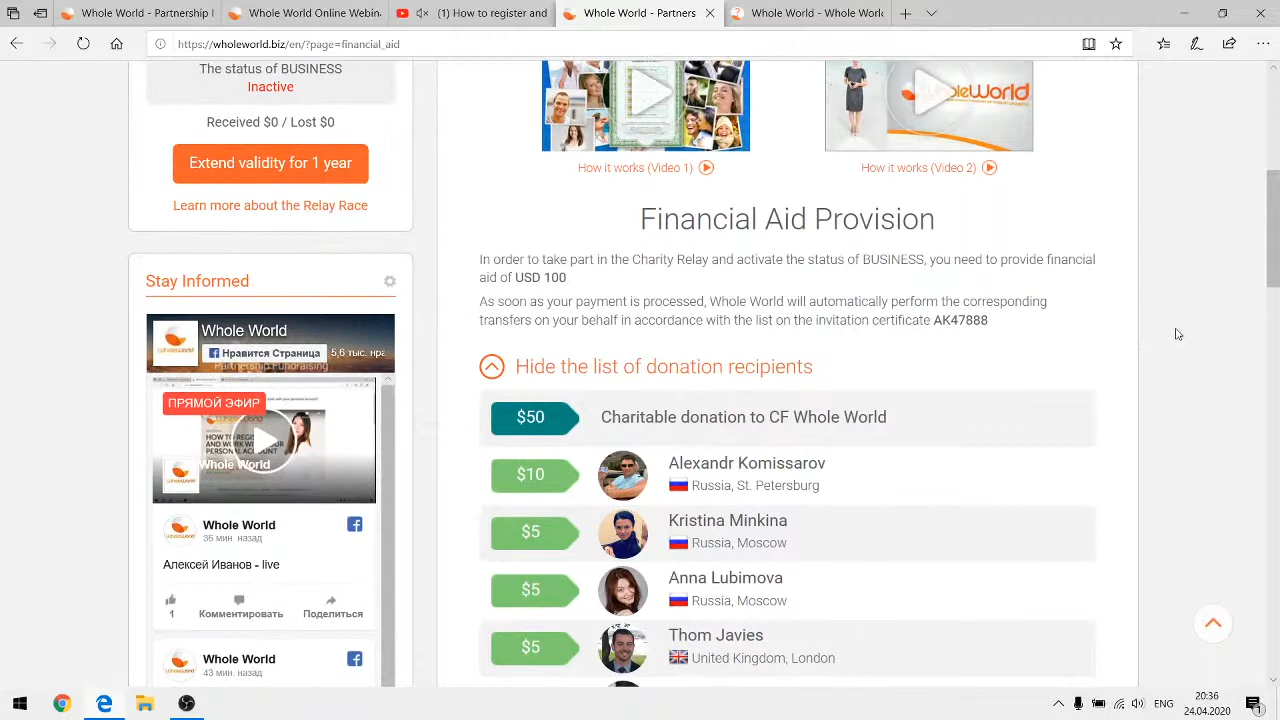 (1) How to register and
Whole World - Whole W
Whole World - Whole World
https://wholeworld.biz/en/?page=financial_aid
The status of BUSINESS
Inactive
Received $0 / Lost $0
Extend validity for 1 year
Learn more about the Relay Race
Stay Informed
Whole World
Нравится Страница
5,6 тыс. нра
Partnership Fundraising
ПРЯМОЙ ЭФИР
Whole World
Whole World
36 мин. назад
Алексей Иванов - live
1
Комментировать
Поделиться
Whole World
43 мин. назад
WholeWorld
How it works (Video 1)
How it works (Video 2)
Financial Aid Provision
In order to take part in the Charity Relay and activate the status of BUSINESS, you need to provide financial
aid of USD 100
As soon as your payment is processed, Whole World will automatically perform the corresponding
transfers on your behalf in accordance with the list on the invitation certificate AK47888
Hide the list of donation recipients
$50 Charitable donation to CF Whole World
$10 Alexandr Komissarov
Russia, St. Petersburg
$5 Kristina Minkina
Russia, Moscow
$5 Anna Lubimova
Russia, Moscow
$5 Thom Javies
United Kingdom, London
ENG
20:36
24.04.2020